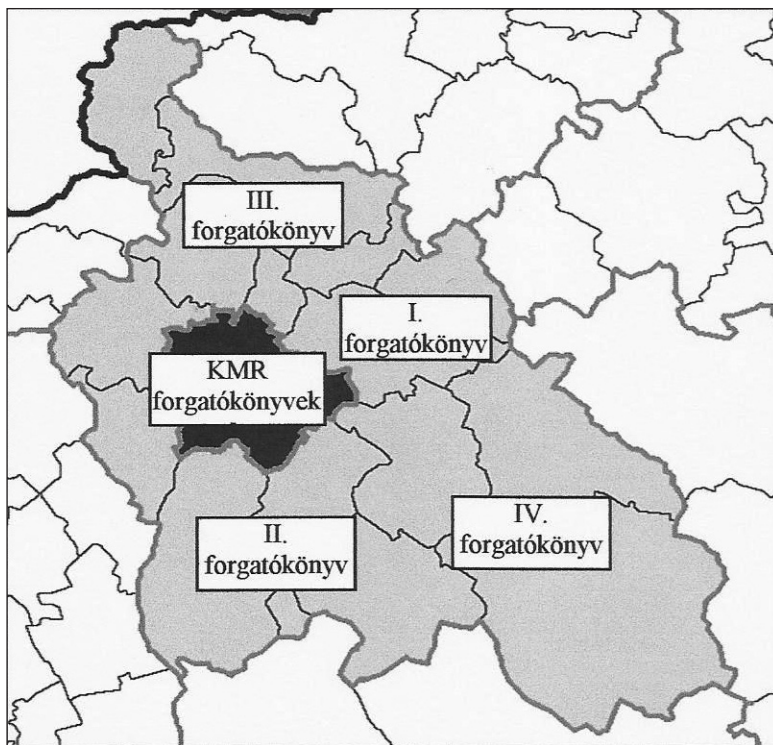 III.
forgatókönyv
I.
forgatókönyv
KMR
forgatókönyvek
II.
forgatókönyv
IV.
forgatókönyv